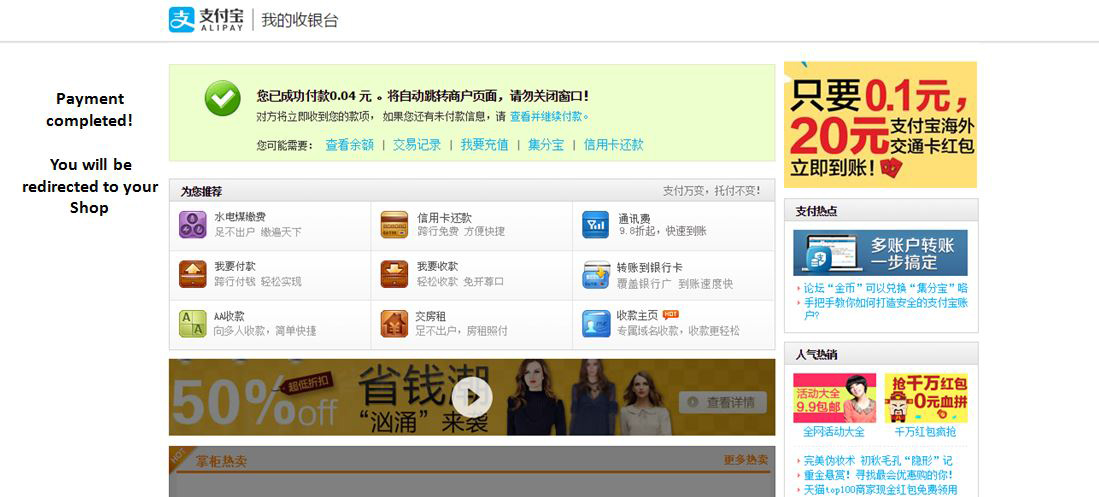 支付宝
ALIPAY
我的收银台
Payment
completed!
You will be
redirected to your
Shop
您已成功付款0.04 元 。将自动跳转商户页面，请勿关闭窗口！
对方将立即收到您的款项，如果您还有未付款信息，请 查看并继续付款。
您可能需要： 查看余额 | 交易记录 | 我要充值 | 集分宝 | 信用卡还款
为您推荐
支付万变，托付不变！
水电煤缴费
足不出户 缴遍天下
信用卡还款
跨行免费 方便快捷
通讯费
9.8折起，快速到账
我要付款
跨行付钱 轻松实现
我要收款
轻松收款 免开尊口
转账到银行卡
覆盖银行广 到账速度快
AA收款
向多人收款，简单快捷
交房租
足不出户，房租照付
收款主页 HOT
专属域名收款，收款更轻松
50%off
超低折扣
省钱潮
“汹涌”来袭
查看详情
HOT
掌柜热卖
更多热卖
只要0.1元，
20元支付宝海外
交通卡红包
立即到账！
支付热点
多账户转账
一步搞定
论坛“金币”可以兑换“集分宝”咯
手把手教你如何打造安全的支付宝账
户？
人气热销
活动大全
9.9包邮
抢千万红包
0元血拼
全网活动大全
千万红包疯抢
完美伪妆术 初秋毛孔“隐形”记
重金悬赏！寻找最会优惠购的你！
天猫top100商家现金红包免费领用